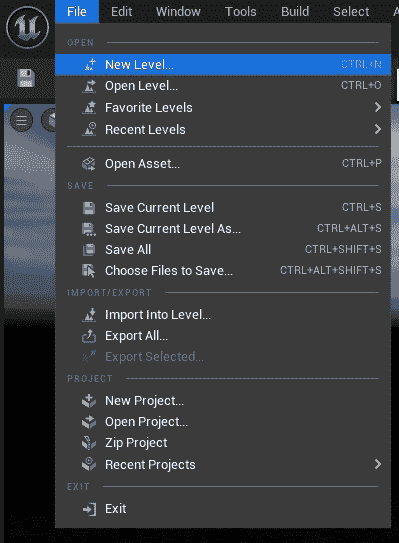 File Edit Window Tools Build Select
OPEN
New Level... CTRL+N
Open Level... CTRL+O
Favorite Levels
Recent Levels
Open Asset... CTRL+P
SAVE
Save Current Level CTRL+S
Save Current Level As... CTRL+ALT+S
Save All CTRL+SHIFT+S
Choose Files to Save... CTRL+ALT+SHIFT+S
IMPORT/EXPORT
Import Into Level...
Export All...
Export Selected...
PROJECT
New Project...
Open Project...
Zip Project
Recent Projects
EXIT
Exit